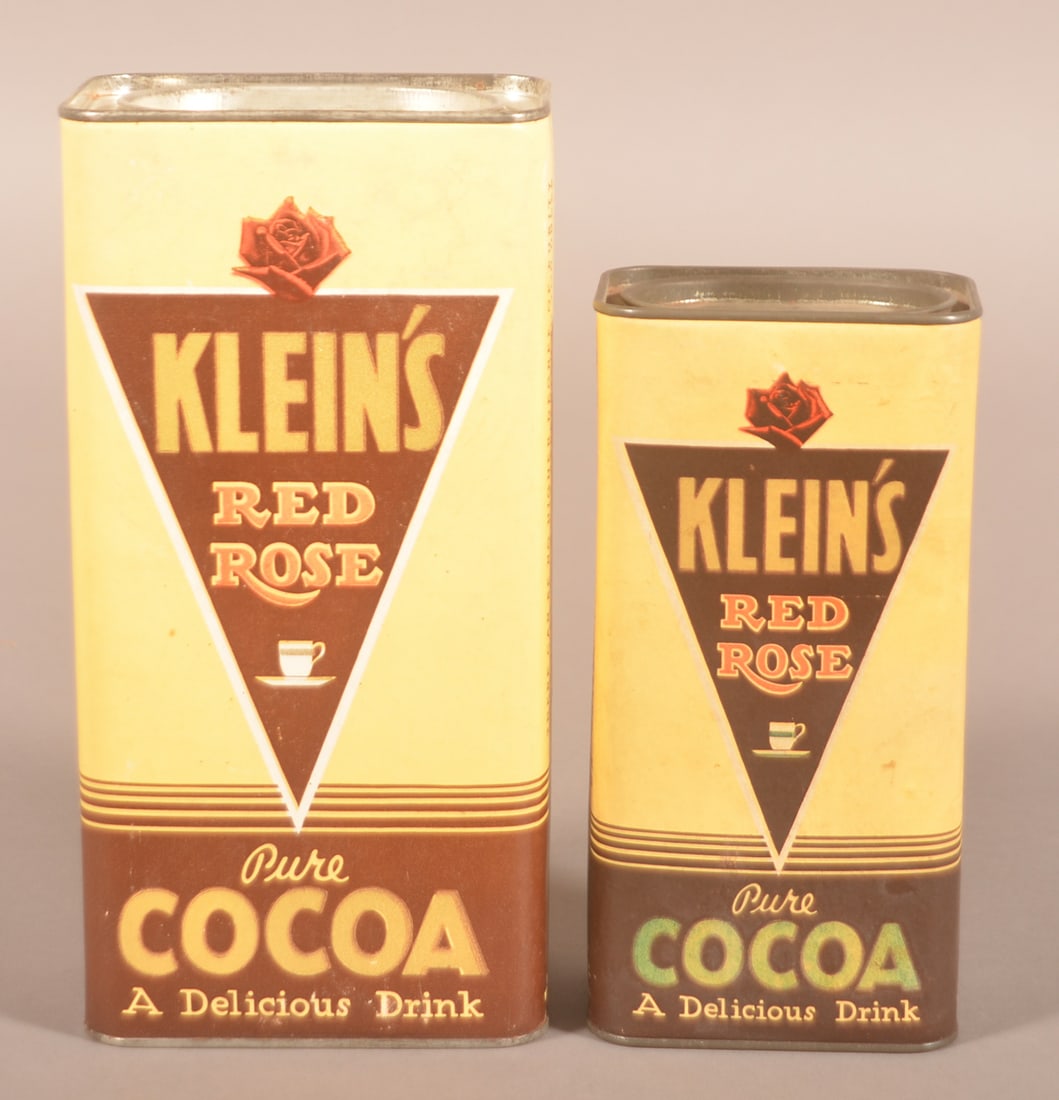 KLEIN'S
RED
ROSE
Pure
COCOA
A Delicious Drink
KLEIN'S
RED
ROSE
Pure
COCOA
A Delicious Drink